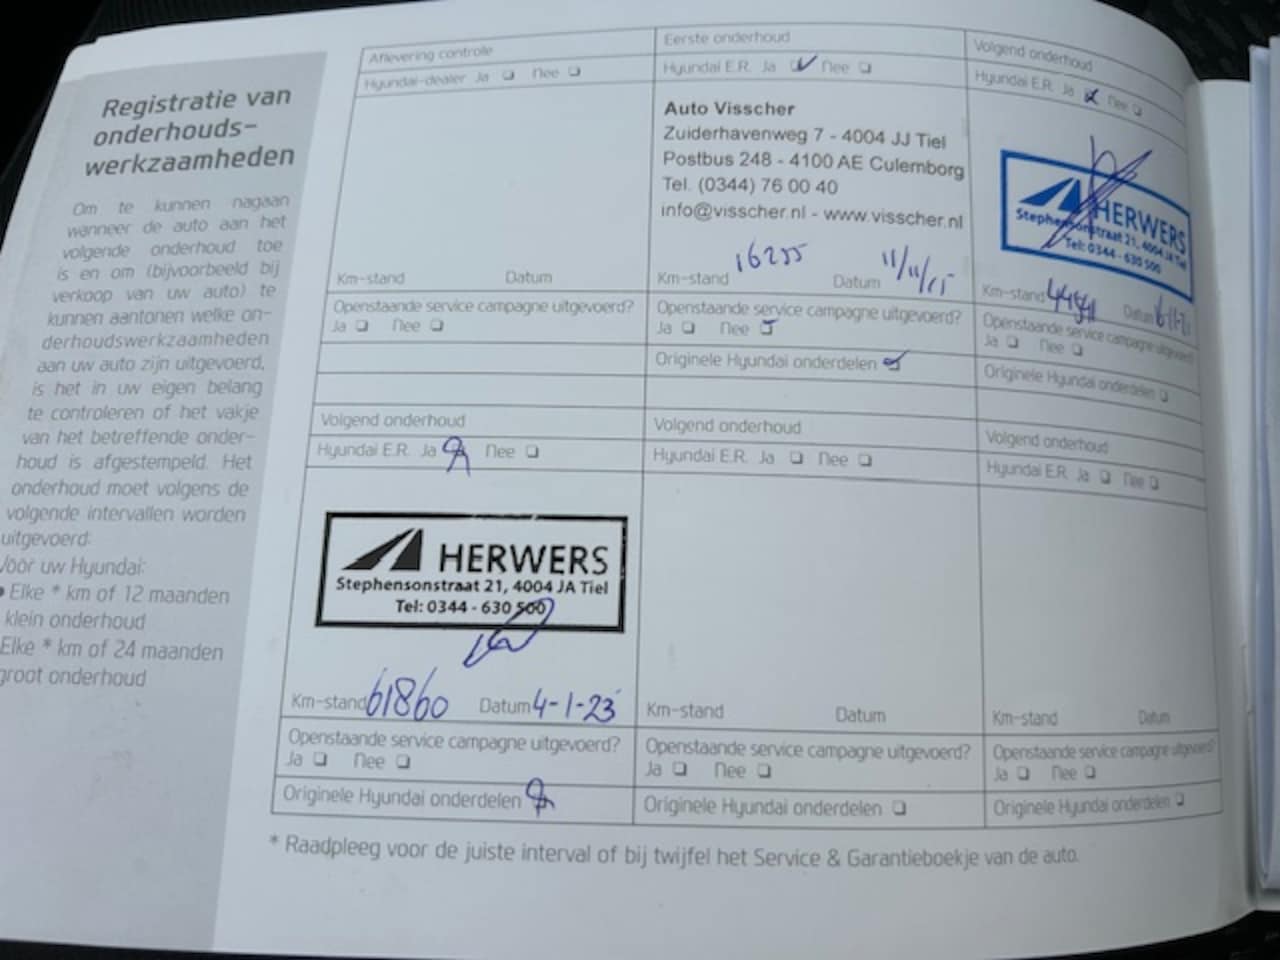 Registratie van
onderhouds-
werkzaamheden
Om te kunnen nagaan
wanneer de auto aan het
volgende onderhoud toe
is en om (bijvoorbeeld bij
verkoop van uw auto) te
kunnen aantonen welke on-
derhoudswerkzaamheden
aan uw auto zijn uitgevoerd,
is het in uw eigen belang
te controleren of het vakje
van het betreffende onder-
houd is afgestempeld. Het
onderhoud moet volgens de
volgende intervallen worden
uitgevoerd:
Voor uw Hyundai:
• Elke * km of 12 maanden
klein onderhoud
Elke * km of 24 maanden
groot onderhoud
Aflevering controle
Hyundai-dealer Ja Nee
Km-stand Datum
Openstaande service campagne uitgevoerd?
Ja Nee
Eerste onderhoud
Hyundai E.R. Ja Nee
Auto Visscher
Zuiderhavenweg 7 - 4004 JJ Tiel
Postbus 248 - 4100 AE Culemborg
Tel. (0344) 76 00 40
info@visscher.nl - www.visscher.nl
Km-stand 16255 Datum 11/11/15
Openstaande service campagne uitgevoerd?
Ja Nee
Originele Hyundai onderdelen
Volgend onderhoud
Hyundai E.R. Ja Nee
HERWERS
Stephensonstraat 21, 4004 JA Tiel
Tel: 0344 - 630 500
Km-stand Datum
Openstaande service campagne uitgevoerd?
Ja Nee
Originele Hyundai onderdelen
Volgend onderhoud
Hyundai E.R. Ja Nee
HERWERS
Stephensonstraat 21, 4004 JA Tiel
Tel: 0344 - 630 500
Km-stand 61860 Datum 4-1-23
Openstaande service campagne uitgevoerd?
Ja Nee
Originele Hyundai onderdelen
Volgend onderhoud
Hyundai E.R. Ja Nee
Km-stand Datum
Openstaande service campagne uitgevoerd?
Ja Nee
Originele Hyundai onderdelen
Volgend onderhoud
Hyundai E.R. Ja Nee
Km-stand Datum
Openstaande service campagne uitgevoerd?
Ja Nee
Originele Hyundai onderdelen
* Raadpleeg voor de juiste interval of bij twijfel het Service & Garantieboekje van de auto.